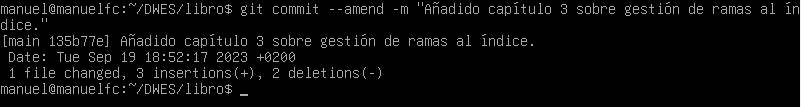 manuel@manuelfc:~/DWES/libro$ git commit --amend -m "Añadido capítulo 3 sobre gestión de ramas al ín
dice."
[main 135b77e] Añadido capítulo 3 sobre gestión de ramas al índice.
 Date: Tue Sep 19 18:52:17 2023 +0200
 1 file changed, 3 insertions(+), 2 deletions(-)
manuel@manuelfc:~/DWES/libro$ _